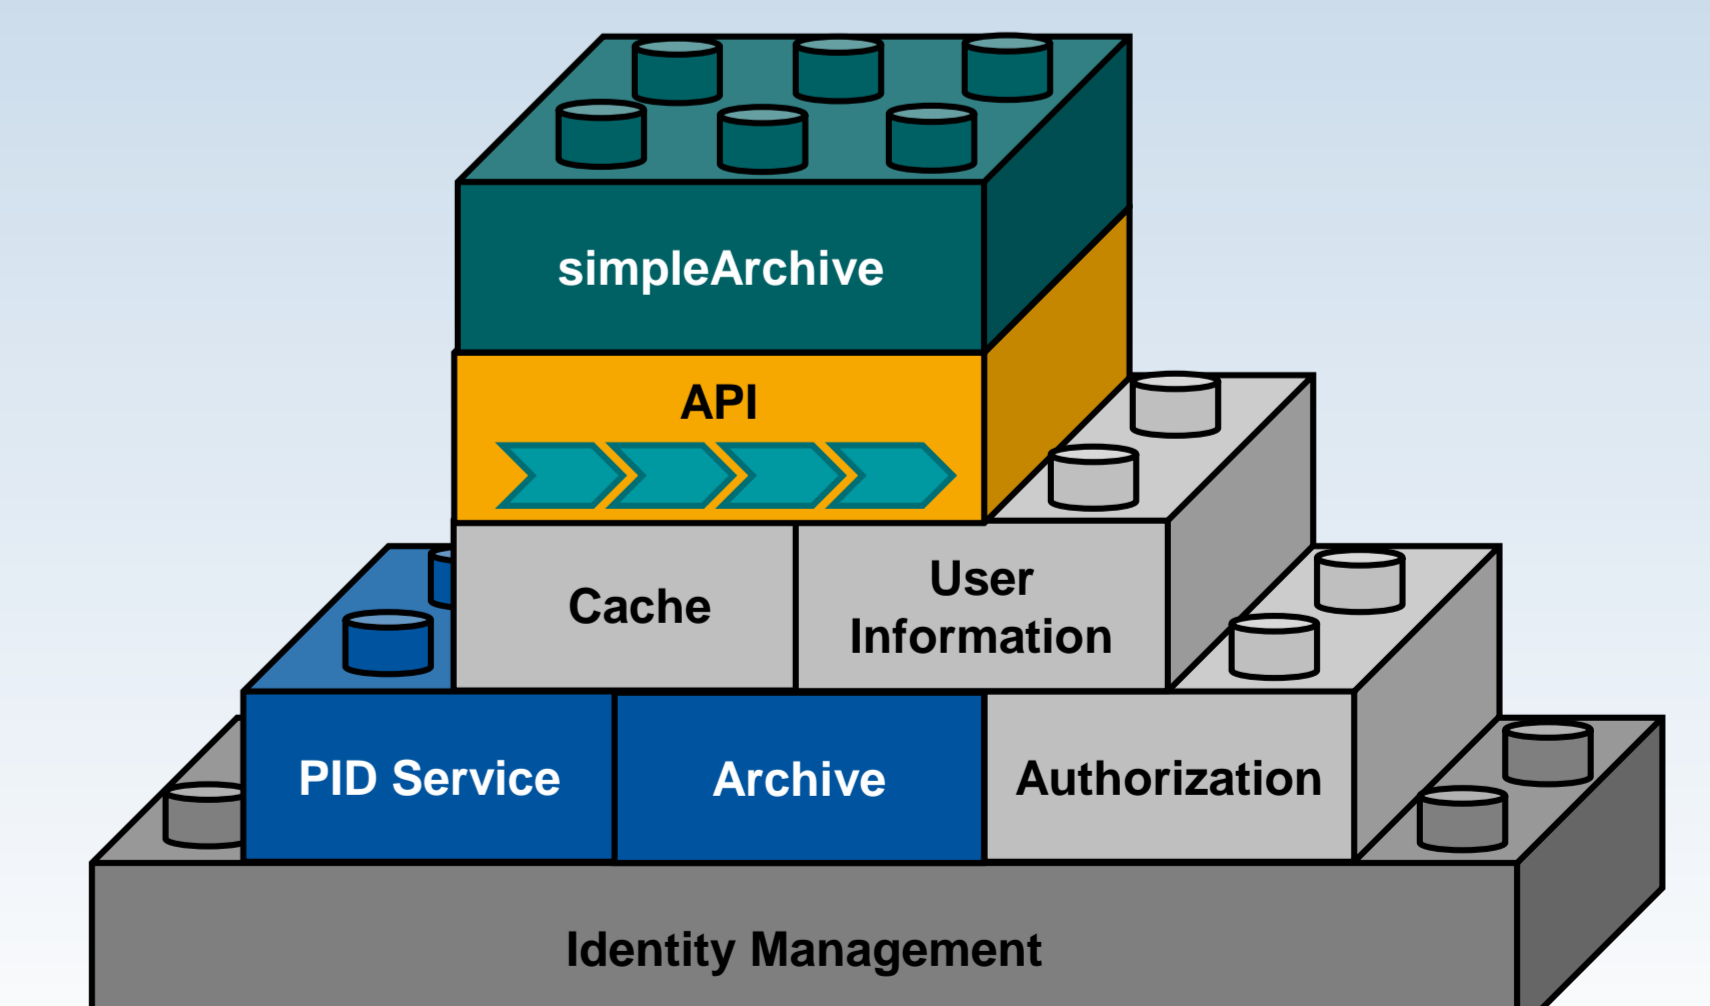 simpleArchive
API
Cache
User
Information
PID Service
Archive
Authorization
Identity Management